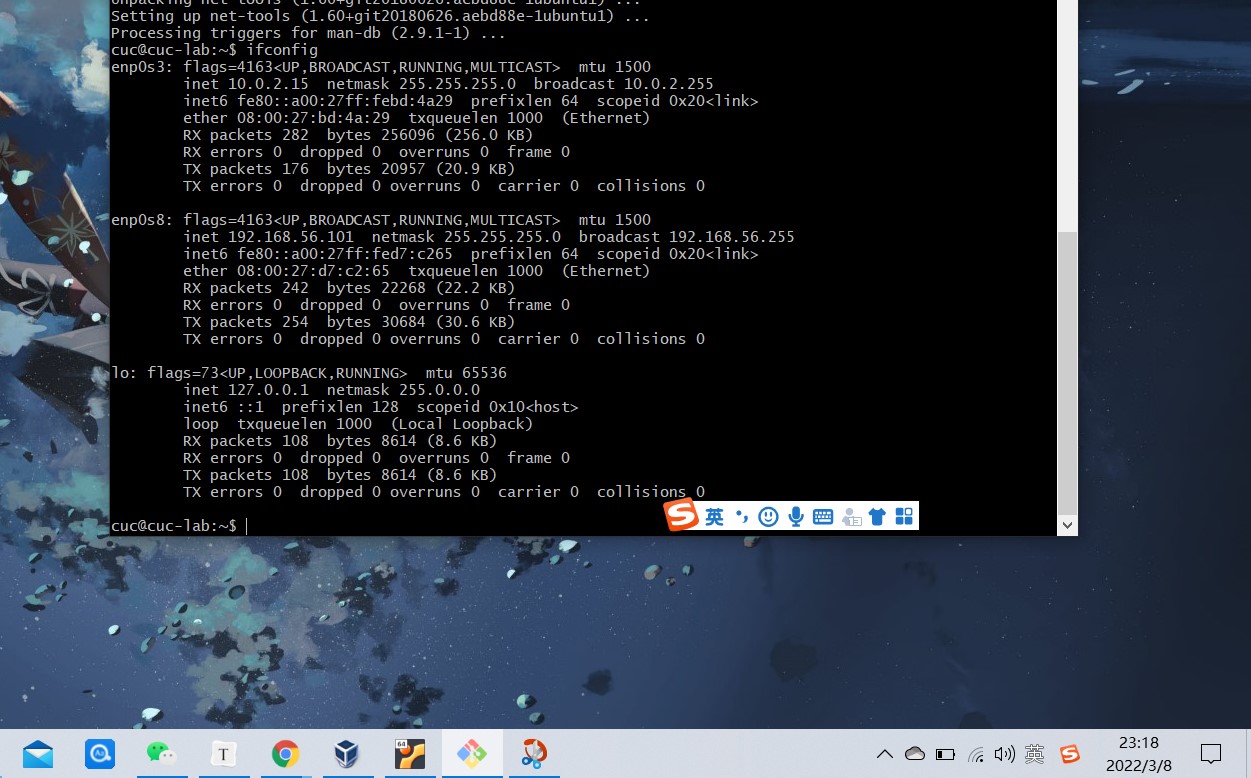 Unpacking net-tools (1.60+git20180626.aebd88e-1ubuntu1) ...
Setting up net-tools (1.60+git20180626.aebd88e-1ubuntu1) ...
Processing triggers for man-db (2.9.1-1) ...
cuc@cuc-lab:~$ ifconfig
enp0s3: flags=4163<UP,BROADCAST,RUNNING,MULTICAST>  mtu 1500
        inet 10.0.2.15  netmask 255.255.255.0  broadcast 10.0.2.255
        inet6 fe80::a00:27ff:febd:4a29  prefixlen 64  scopeid 0x20<link>
        ether 08:00:27:bd:4a:29  txqueuelen 1000  (Ethernet)
        RX packets 282  bytes 256096 (256.0 KB)
        RX errors 0  dropped 0  overruns 0  frame 0
        TX packets 176  bytes 20957 (20.9 KB)
        TX errors 0  dropped 0 overruns 0  carrier 0  collisions 0
enp0s8: flags=4163<UP,BROADCAST,RUNNING,MULTICAST>  mtu 1500
        inet 192.168.56.101  netmask 255.255.255.0  broadcast 192.168.56.255
        inet6 fe80::a00:27ff:fed7:c265  prefixlen 64  scopeid 0x20<link>
        ether 08:00:27:d7:c2:65  txqueuelen 1000  (Ethernet)
        RX packets 242  bytes 22268 (22.2 KB)
        RX errors 0  dropped 0  overruns 0  frame 0
        TX packets 254  bytes 30684 (30.6 KB)
        TX errors 0  dropped 0 overruns 0  carrier 0  collisions 0
lo: flags=73<UP,LOOPBACK,RUNNING>  mtu 65536
        inet 127.0.0.1  netmask 255.0.0.0
        inet6 ::1  prefixlen 128  scopeid 0x10<host>
        loop  txqueuelen 1000  (Local Loopback)
        RX packets 108  bytes 8614 (8.6 KB)
        RX errors 0  dropped 0  overruns 0  frame 0
        TX packets 108  bytes 8614 (8.6 KB)
        TX errors 0  dropped 0 overruns 0  carrier 0  collisions 0
S 英
cuc@cuc-lab:~$
T
64
英
S
23:18
2022/3/8